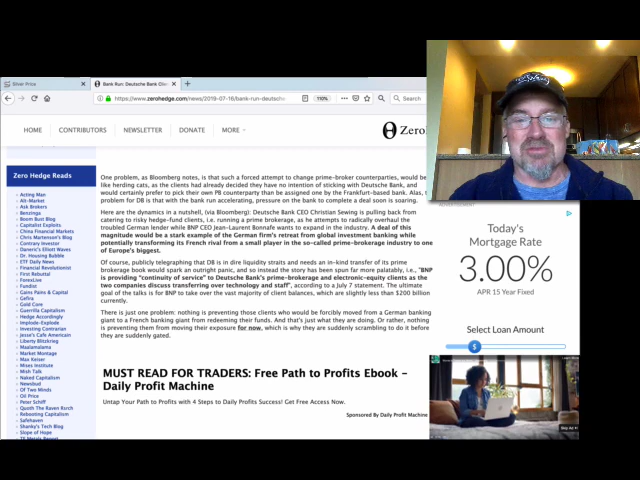 Silver Price
Bank Run: Deutsche Bank Clie
https://www.zerohedge.com/news/2019-07-16/bank-run-deutsche
110%
Search
HOME
CONTRIBUTORS
NEWSLETTER
DONATE
MORE
Zero
Zero Hedge Reads
Acting Man
Alt-Market
Ask Brokers
Benzinga
Boom Bust Blog
Capitalist Exploits
China Financial Markets
Chris Martenson's Blog
Contrary Investor
Daneric's Elliott Waves
Dr. Housing Bubble
ETF Daily News
Financial Revolutionist
First Rebuttal
ForexLive
Fundist
Gains Pains & Capital
Gefira
Gold Core
Guerrilla Capitalism
Hedge Accordingly
Implode-Explode
Investing Contrarian
Jesse's Cafe Americain
Liberty Blitzkrieg
Maalamalama
Market Montage
Max Keiser
Mises Institute
Mish Talk
Naked Capitalism
Newsbud
Of Two Minds
Oil Price
Peter Schiff
Quoth The Raven Rsrch
Rebooting Capitalism
Safehaven
Shanky's Tech Blog
Slope of Hope
TF Metals Report
One problem, as Bloomberg notes, is that such a forced attempt to change prime-broker counterparties, would be
like herding cats, as the clients had already decided they have no intention of sticking with Deutsche Bank, and
would certainly prefer to pick their own PB counterparty than be assigned one by the Frankfurt-based bank. Alas,
problem for DB is that with the bank run accelerating, pressure on the bank to complete a deal soon is soaring.
Here are the dynamics in a nutshell, (via Bloomberg): Deutsche Bank CEO Christian Sewing is pulling back from
catering to risky hedge-fund clients, i.e. running a prime brokerage, as he attempts to radically overhaul the
troubled German lender while BNP CEO Jean-Laurent Bonnafe wants to expand in the industry. A deal of this
magnitude would be a stark example of the German firm's retreat from global investment banking while
potentially transforming its French rival from a small player in the so-called prime-brokerage industry to one
of Europe's biggest.
Of course, publicly telegraphing that DB is in dire liquidity straits and needs an in-kind transfer of its prime
brokerage book would spark an outright panic, and so instead the story has been spun far more palatably, i.e., "BNP
is providing "continuity of service" to Deutsche Bank's prime-brokerage and electronic-equity clients as the
two companies discuss transferring over technology and staff", according to a July 7 statement. The ultimate
goal of the talks is for BNP to take over the vast majority of client balances, which are slightly less than $200 billion
currently.
There is just one problem: nothing is preventing those clients who would be forcibly moved from a German banking
giant to a French banking giant from redeeming their funds. And that's just what they are doing. Or rather, nothing
is preventing them from moving their exposure for now, which is why they are suddenly scrambling to do it before
they are suddenly gated.
MUST READ FOR TRADERS: Free Path to Profits Ebook –
Daily Profit Machine
Untap Your Path to Profits with 4 Steps to Daily Profits Success! Get Free Access Now.
Sponsored By Daily Profit Machine
ADVERTISEMENT
Today's
Mortgage Rate
3.00%
APR 15 Year Fixed
Select Loan Amount
$
Skip Ad